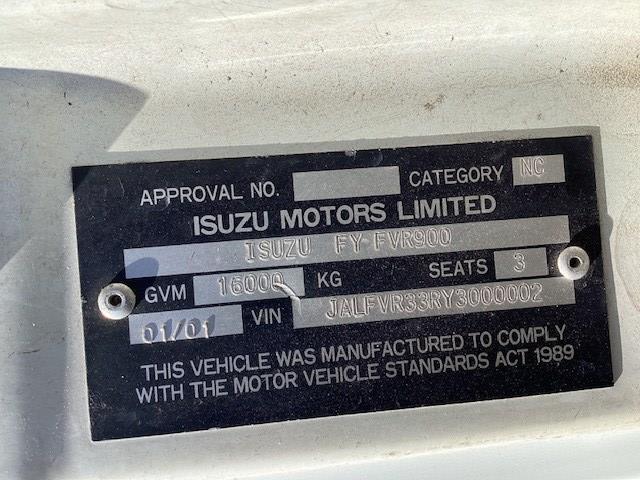 APPROVAL NO. CATEGORY NC
ISUZU MOTORS LIMITED
ISUZU FY FVR900
GVM 16000 KG SEATS 3
01/01 VIN JALFVR33RY3000002
THIS VEHICLE WAS MANUFACTURED TO COMPLY
WITH THE MOTOR VEHICLE STANDARDS ACT 1989